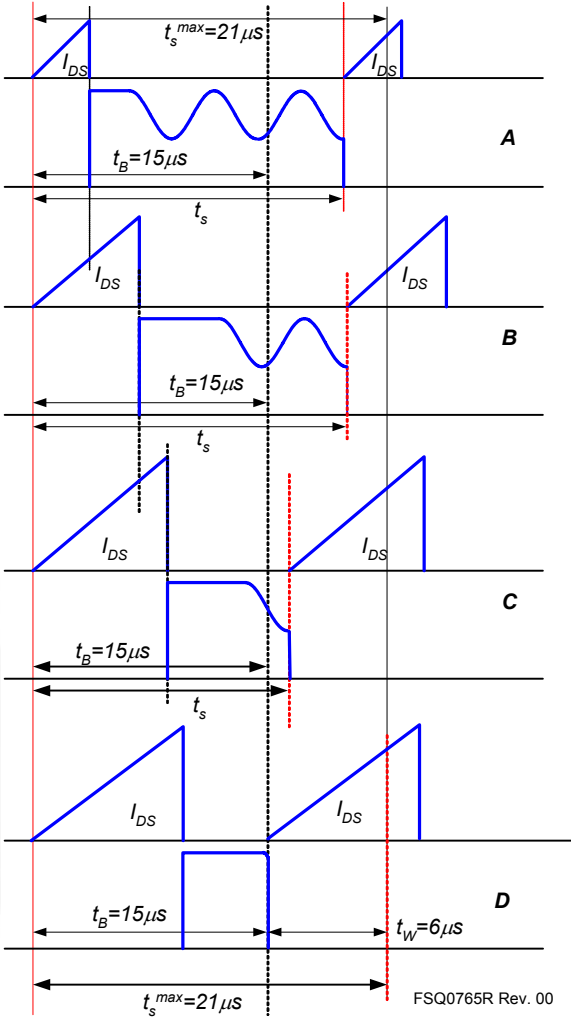 t_s^max=21μs
I_DS
I_DS
A
t_B=15μs
t_s
I_DS
I_DS
B
t_B=15μs
t_s
I_DS
I_DS
C
t_B=15μs
t_s
I_DS
I_DS
D
t_B=15μs
t_W=6μs
t_s^max=21μs
FSQ0765R Rev. 00